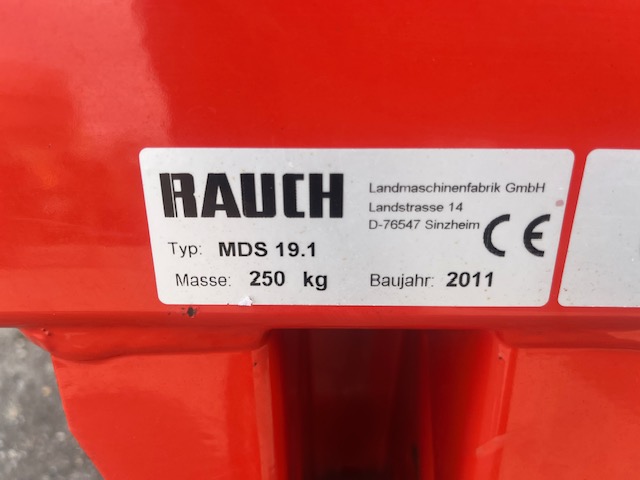 RAUCH
Landmaschinenfabrik GmbH
Landstrasse 14
D-76547 Sinzheim
CE
Typ: MDS 19.1
Masse: 250 kg Baujahr: 2011